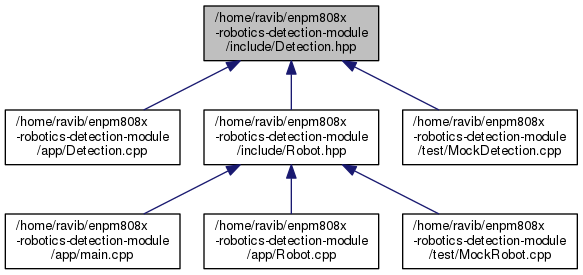 /home/ravib/enpm808x
-robotics-detection-module
/include/Detection.hpp
/home/ravib/enpm808x
-robotics-detection-module
/app/Detection.cpp
/home/ravib/enpm808x
-robotics-detection-module
/include/Robot.hpp
/home/ravib/enpm808x
-robotics-detection-module
/test/MockDetection.cpp
/home/ravib/enpm808x
-robotics-detection-module
/app/main.cpp
/home/ravib/enpm808x
-robotics-detection-module
/app/Robot.cpp
/home/ravib/enpm808x
-robotics-detection-module
/test/MockRobot.cpp